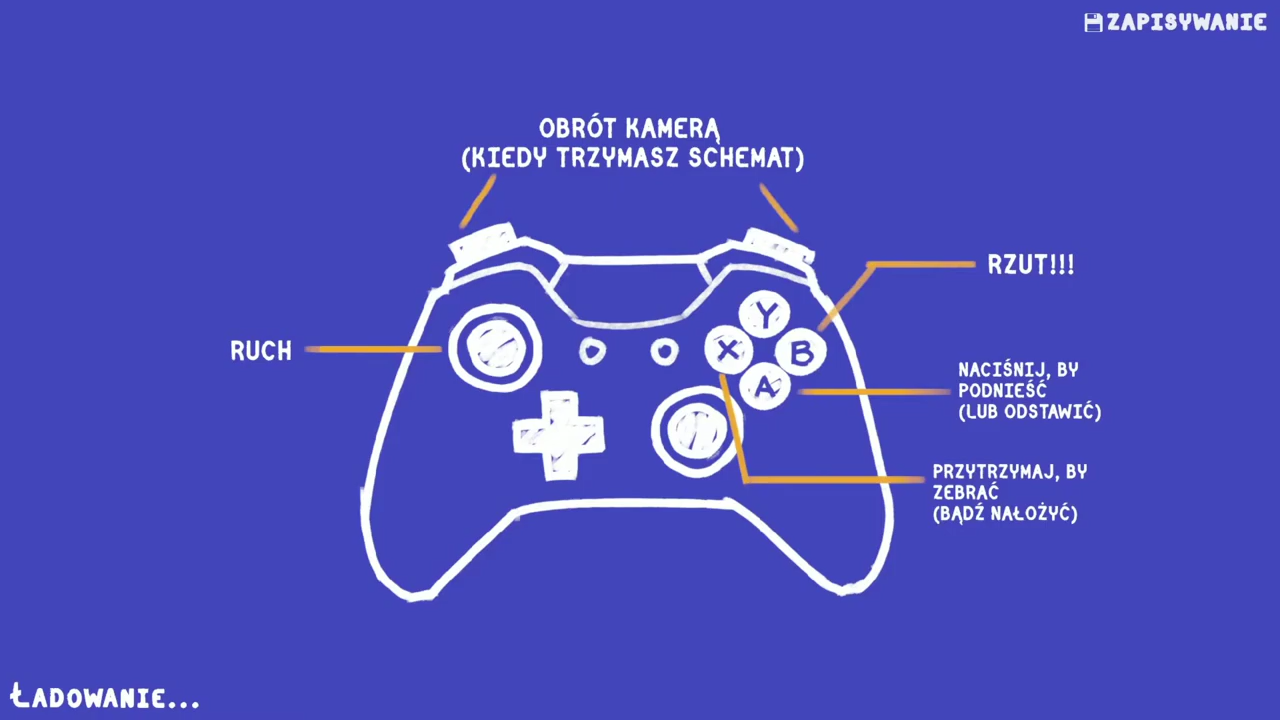 ZAPISYWANIE
OBRÓT KAMERĄ
(KIEDY TRZYMASZ SCHEMAT)
RZUT!!!
Y
X
B
A
RUCH
NACIŚNIJ, BY
PODNIEŚĆ
(LUB ODSTAWIĆ)
PRZYTRZYMAJ, BY
ZEBRAĆ
(BĄDŹ NAŁOŻYĆ)
ŁADOWANIE...